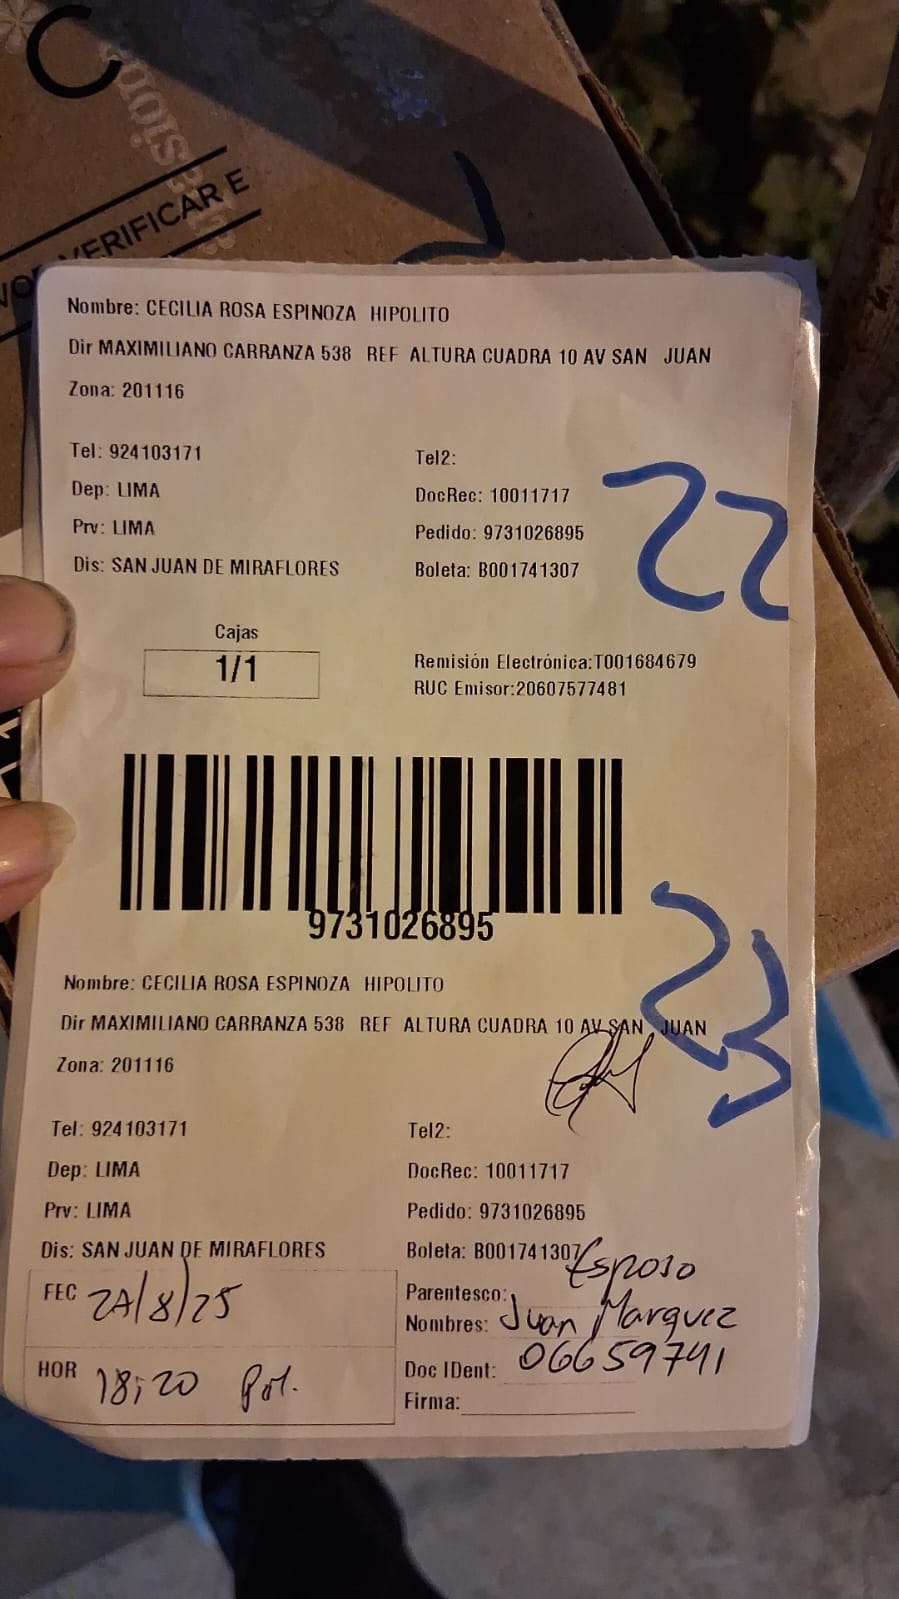 VERIFICAR E
Nombre: CECILIA ROSA ESPINOZA HIPOLITO
Dir MAXIMILIANO CARRANZA 538 REF ALTURA CUADRA 10 AV SAN JUAN
Zona: 201116
Tel: 924103171 Tel2:
Dep: LIMA DocRec: 10011717
Prv: LIMA Pedido: 9731026895
Dis: SAN JUAN DE MIRAFLORES Boleta: B001741307
22
Cajas
1/1
Remisión Electrónica:T001684679
RUC Emisor:20607577481
9731026895
23
Nombre: CECILIA ROSA ESPINOZA HIPOLITO
Dir MAXIMILIANO CARRANZA 538 REF ALTURA CUADRA 10 AV SAN JUAN
Zona: 201116
Tel: 924103171 Tel2:
Dep: LIMA DocRec: 10011717
Prv: LIMA Pedido: 9731026895
Dis: SAN JUAN DE MIRAFLORES Boleta: B001741307
FEC Parentesco: Esposo
Nombres: Juan Marquez
HOR 18:20 Doc IDent: 06659741
Firma: